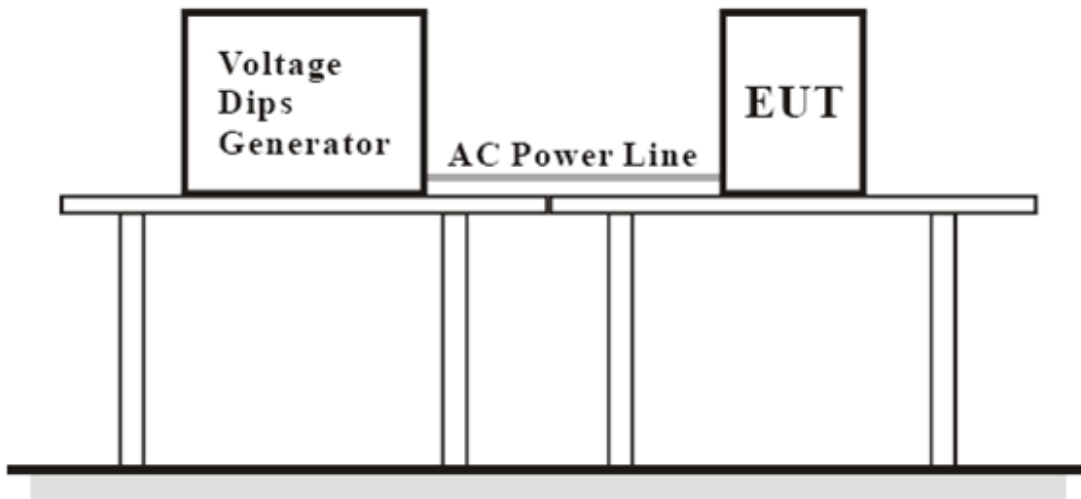 Voltage
Dips
Generator
AC Power Line
EUT